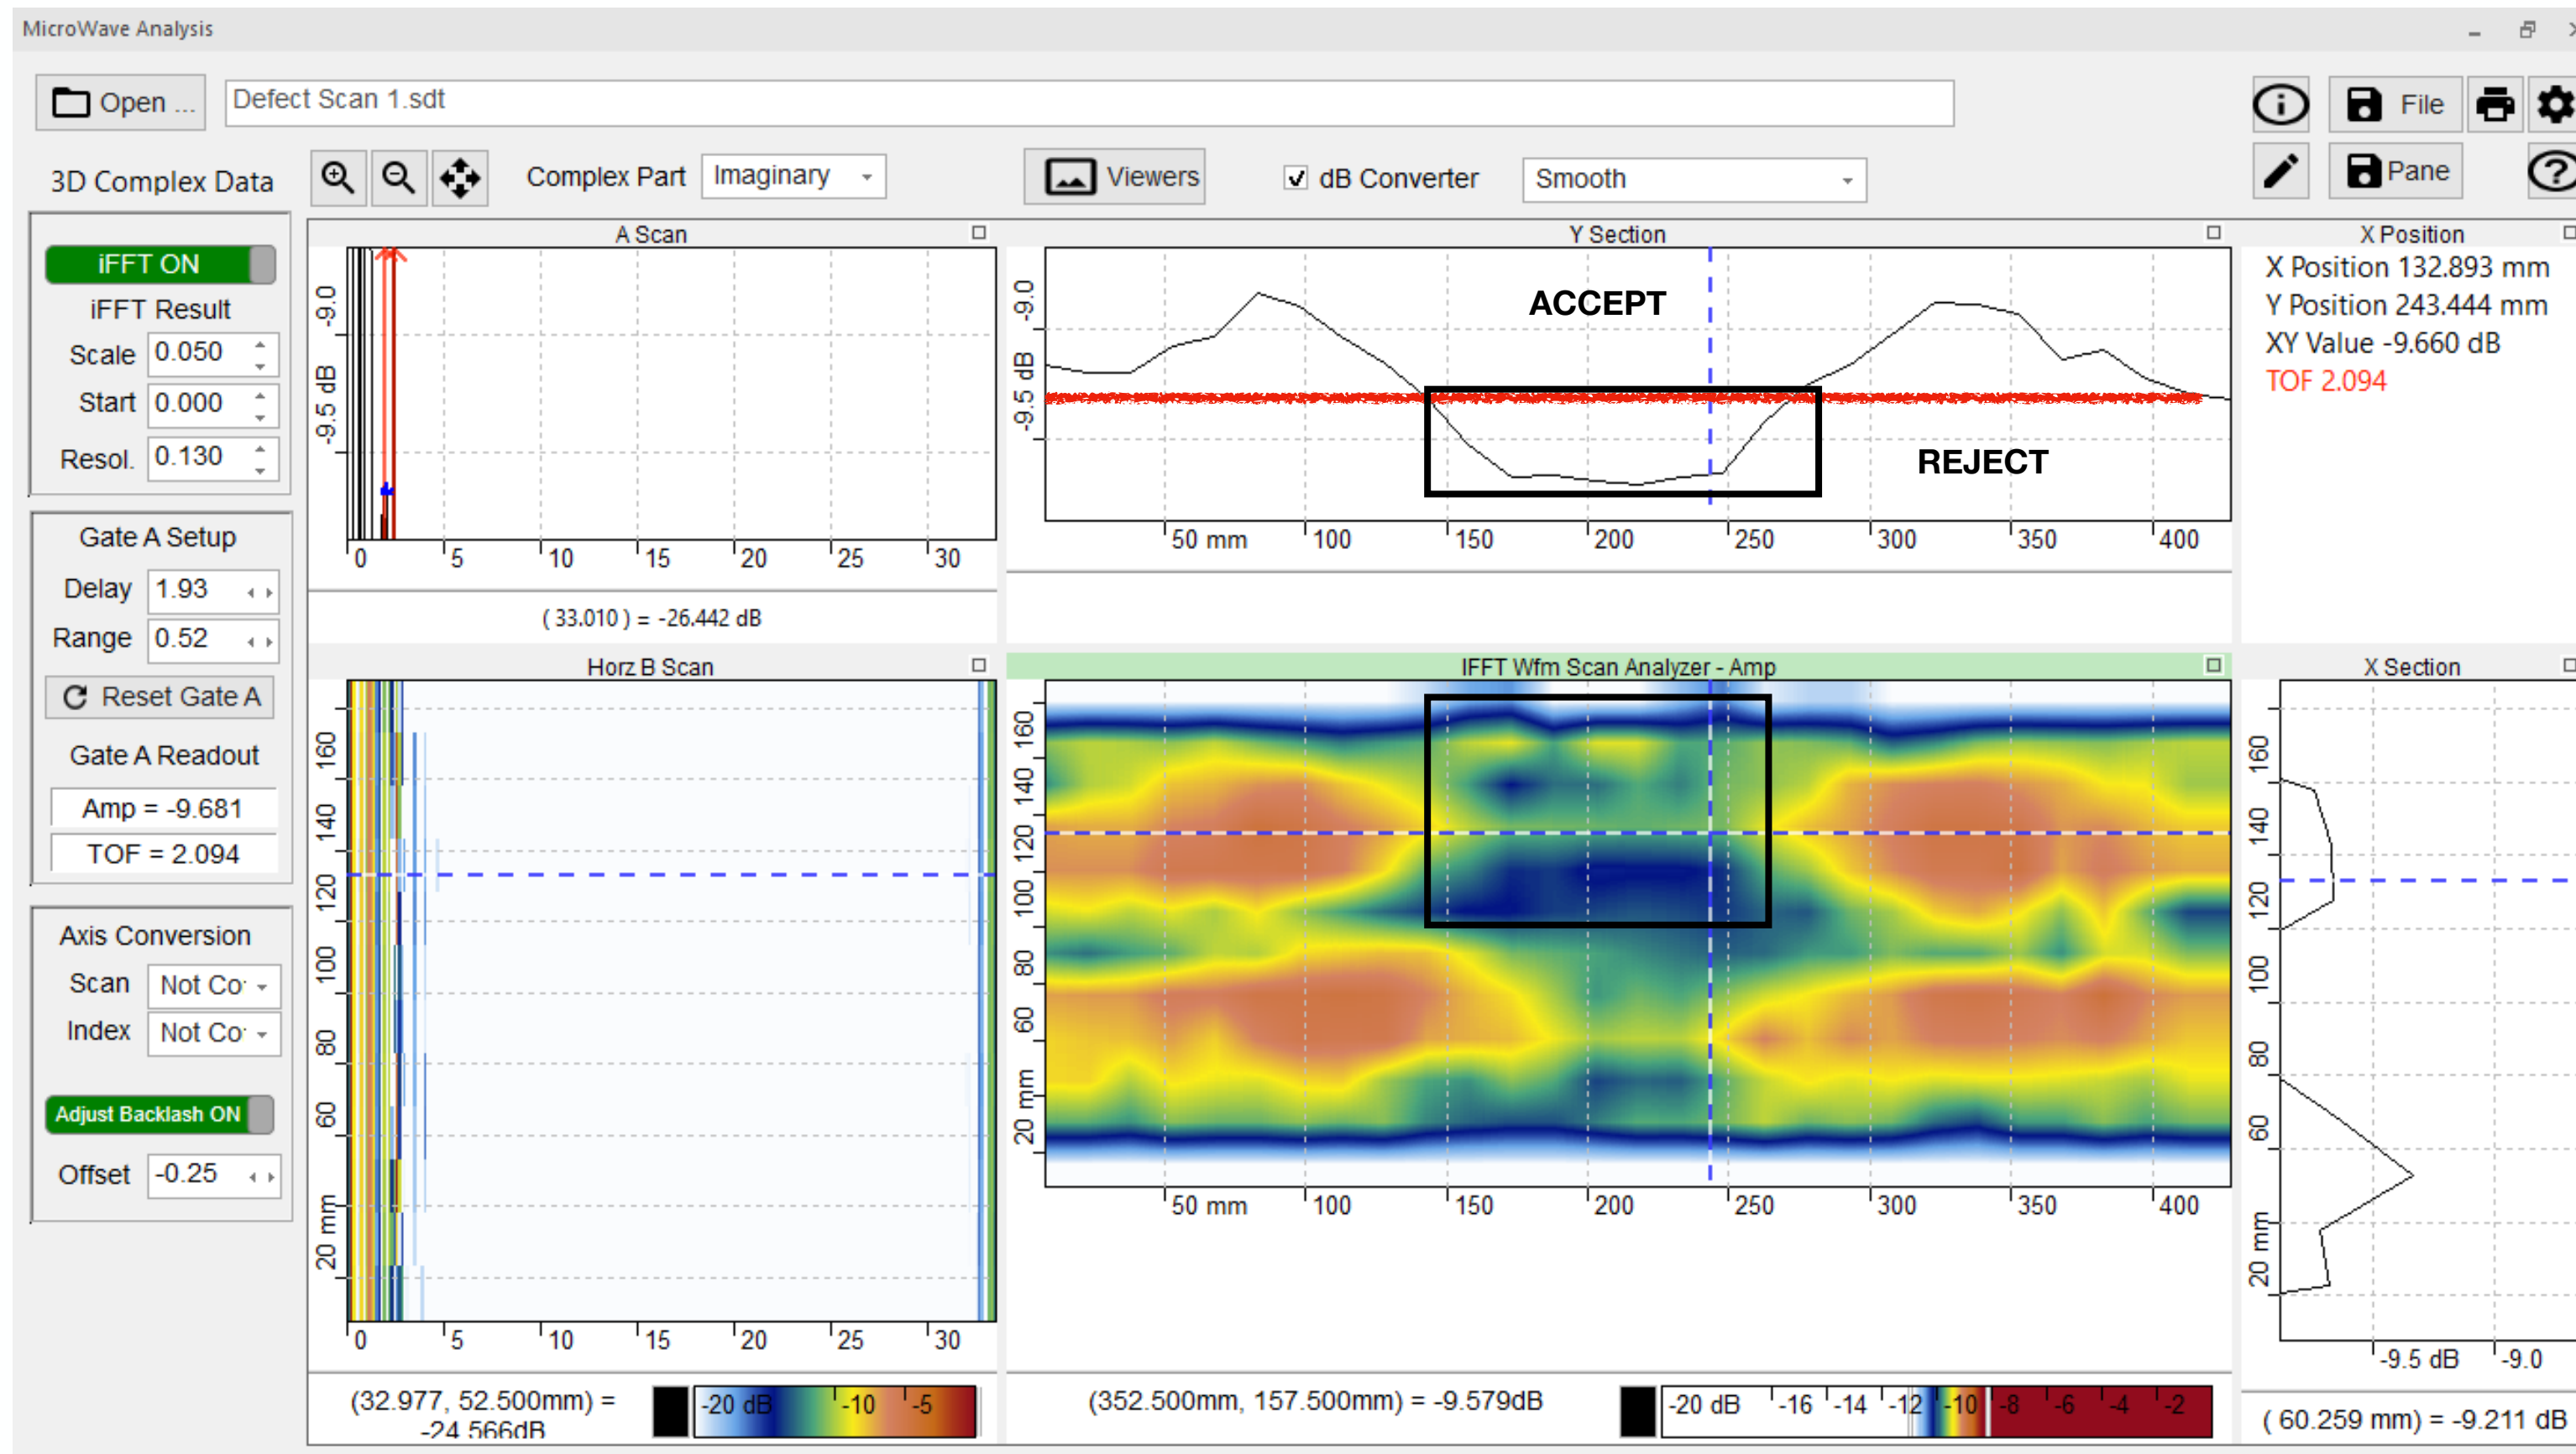 MicroWave Analysis
Open ...
Defect Scan 1.sdt
File
3D Complex Data
Complex Part
Imaginary
Viewers
dB Converter
Smooth
Pane
iFFT ON
iFFT Result
Scale 0.050
Start 0.000
Resol. 0.130
Gate A Setup
Delay 1.93
Range 0.52
Reset Gate A
Gate A Readout
Amp = -9.681
TOF = 2.094
Axis Conversion
Scan Not Co
Index Not Co
Adjust Backlash ON
Offset -0.25
A Scan
-9.0
-9.5 dB
0 5 10 15 20 25 30
( 33.010 ) = -26.442 dB
Y Section
-9.0
-9.5 dB
ACCEPT
REJECT
50 mm 100 150 200 250 300 350 400
X Position
X Position 132.893 mm
Y Position 243.444 mm
XY Value -9.660 dB
TOF 2.094
Horz B Scan
160
140
120
100
80
60
20 mm
0 5 10 15 20 25 30
(32.977, 52.500mm) =
-24.566dB
-20 dB -10 -5
IFFT Wfm Scan Analyzer - Amp
160
140
120
100
80
60
20 mm
50 mm 100 150 200 250 300 350 400
(352.500mm, 157.500mm) = -9.579dB
-20 dB -16 -14 -12 -10 -8 -6 -4 -2
X Section
160
140
120
100
80
60
20 mm
-9.5 dB -9.0
( 60.259 mm) = -9.211 dB